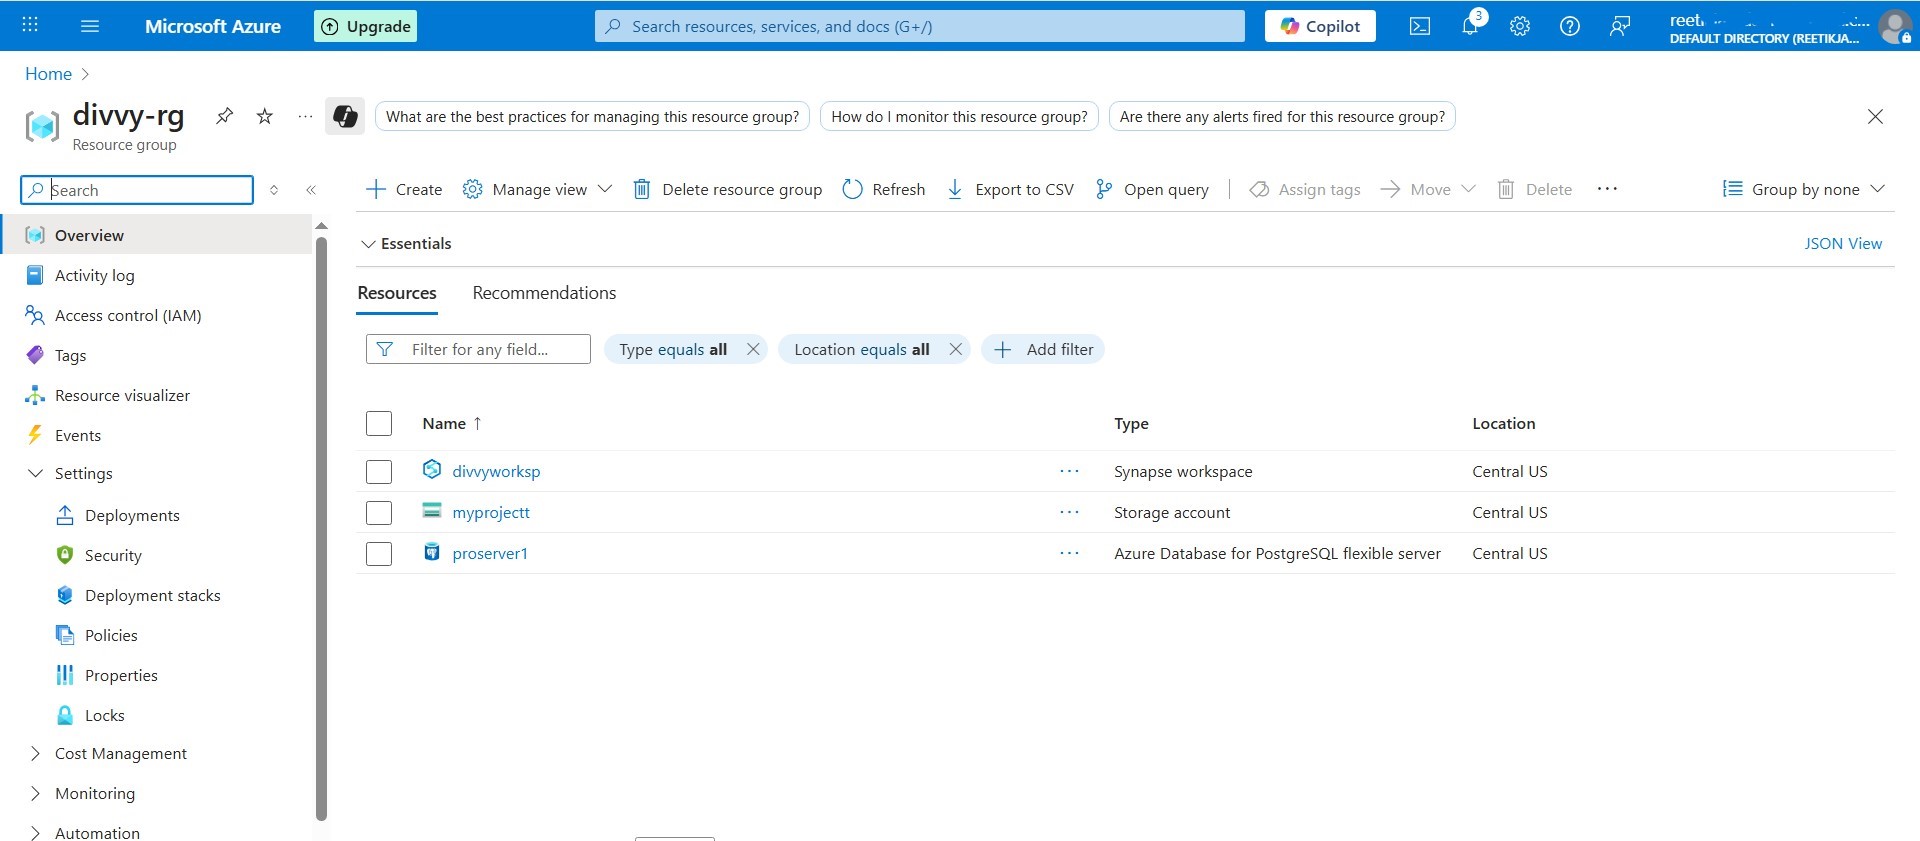 Microsoft Azure
Upgrade
Search resources, services, and docs (G+/)
Copilot
3
DEFAULT DIRECTORY (REETIKJA...
Home
divvy-rg
Resource group
What are the best practices for managing this resource group?
How do I monitor this resource group?
Are there any alerts fired for this resource group?
Search
Create
Manage view
Delete resource group
Refresh
Export to CSV
Open query
Assign tags
Move
Delete
Group by none
Overview
Activity log
Access control (IAM)
Tags
Resource visualizer
Events
Settings
Deployments
Security
Deployment stacks
Policies
Properties
Locks
Cost Management
Monitoring
Automation
Essentials
JSON View
Resources
Recommendations
Filter for any field...
Type equals all
Location equals all
Add filter
Name ↑ Type Location
divvyworksp ... Synapse workspace Central US
myprojectt ... Storage account Central US
proserver1 ... Azure Database for PostgreSQL flexible server Central US